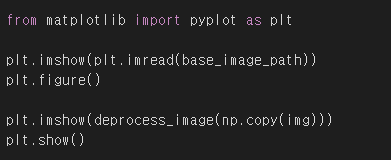 from matplotlib import pyplot as plt
plt.imshow(plt.imread(base_image_path))
plt.figure()
plt.imshow(deprocess_image(np.copy(img)))
plt.show()